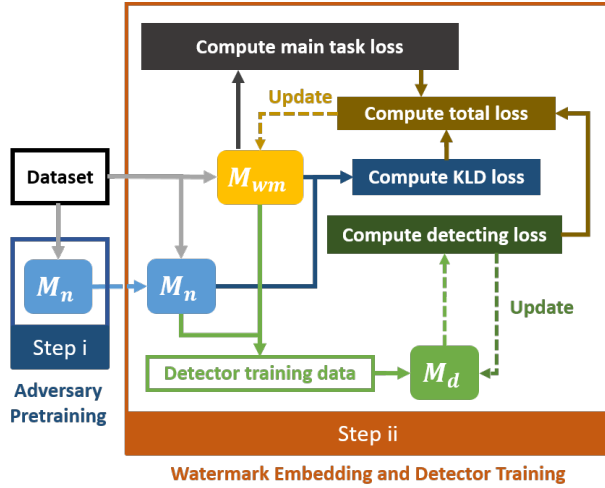 Compute main task loss
Update
Compute total loss
Dataset
M_wm
Compute KLD loss
Compute detecting loss
M_n
M_n
Update
Step i
Detector training data
M_d
Adversary
Pretraining
Step ii
Watermark Embedding and Detector Training